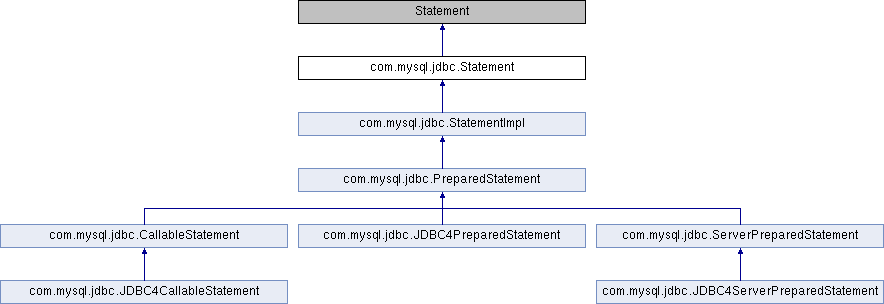 Statement
com.mysql.jdbc.Statement
com.mysql.jdbc.StatementImpl
com.mysql.jdbc.PreparedStatement
com.mysql.jdbc.CallableStatement
com.mysql.jdbc.JDBC4PreparedStatement
com.mysql.jdbc.ServerPreparedStatement
com.mysql.jdbc.JDBC4CallableStatement
com.mysql.jdbc.JDBC4ServerPreparedStatement